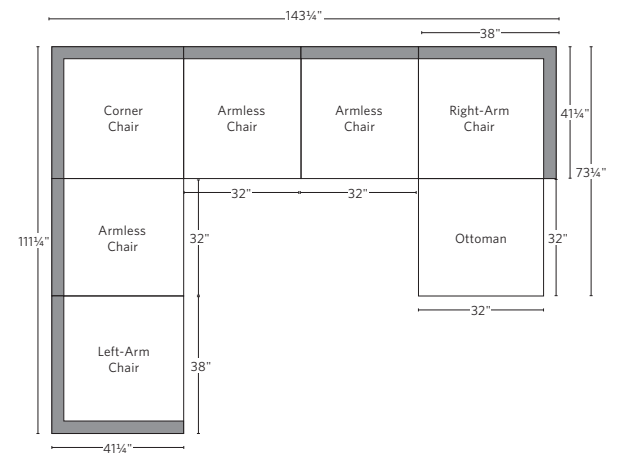 143¼"
38"
Corner
Chair
Armless
Chair
Armless
Chair
Right-Arm
Chair
41¼"
73¼"
32"
32"
Armless
Chair
32"
Ottoman
32"
111¼"
32"
Left-Arm
Chair
38"
41¼"